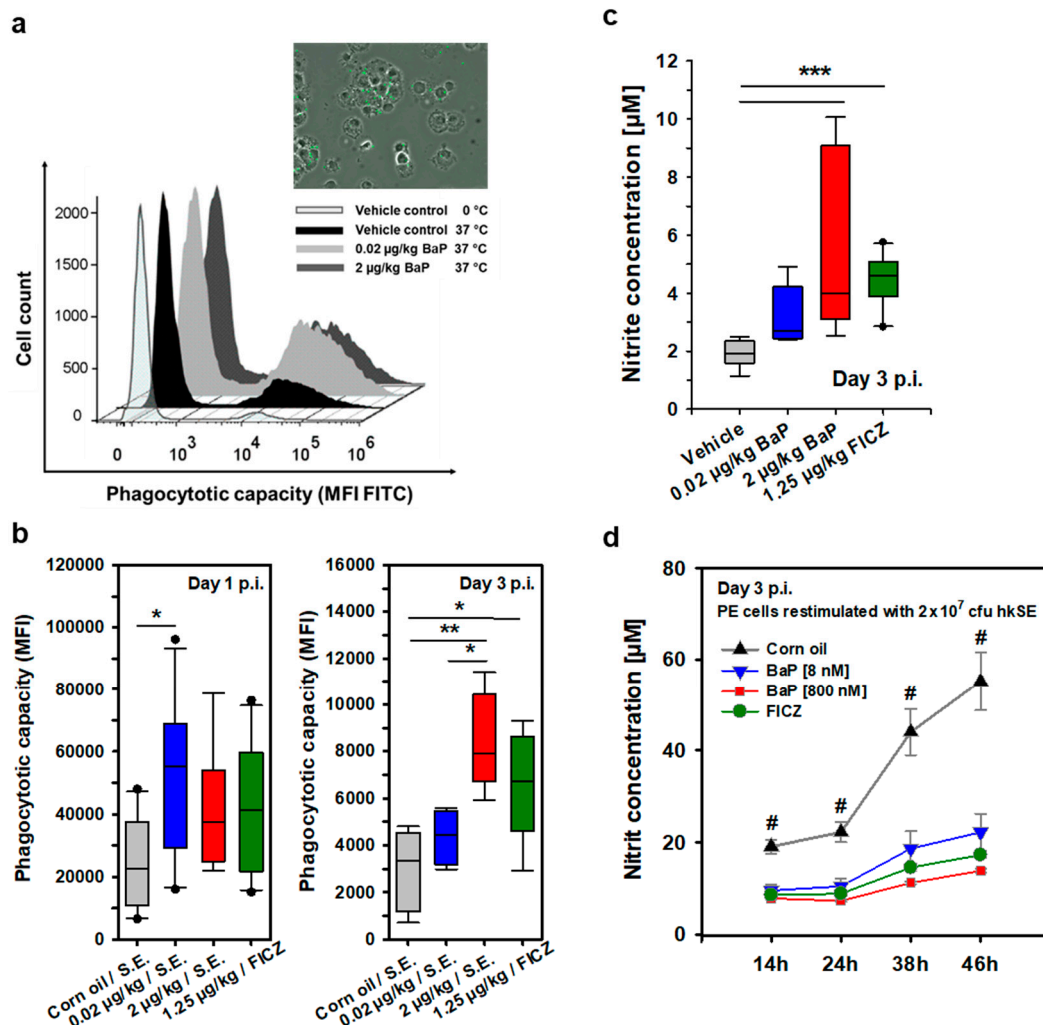 a
Vehicle control 0 °C
Vehicle control 37 °C
0.02 µg/kg BaP 37 °C
2 µg/kg BaP 37 °C
Cell count
2000
1500
1000
500
0
0 10³ 10⁴ 10⁵ 10⁶
Phagocytotic capacity (MFI FITC)
c
Nitrite concentration [µM]
12
10
8
6
4
2
0
***
Day 3 p.i.
Vehicle
0.02 µg/kg BaP
2 µg/kg BaP
1.25 µg/kg FICZ
b
Phagocytotic capacity (MFI)
120000
100000
80000
60000
40000
20000
0
Day 1 p.i.
*
Corn oil / S.E.
0.02 µg/kg / S.E.
2 µg/kg / S.E.
1.25 µg/kg / FICZ
Phagocytotic capacity (MFI)
16000
14000
12000
10000
8000
6000
4000
2000
0
Day 3 p.i.
*
**
*
Corn oil / S.E.
0.02 µg/kg / S.E.
2 µg/kg / S.E.
1.25 µg/kg / FICZ
d
Nitrit concentration [µM]
80
60
40
20
0
Day 3 p.i.
PE cells restimulated with 2 x 10⁷ cfu hkSE
Corn oil
BaP [8 nM]
BaP [800 nM]
FICZ
# # # #
14h 24h 38h 46h